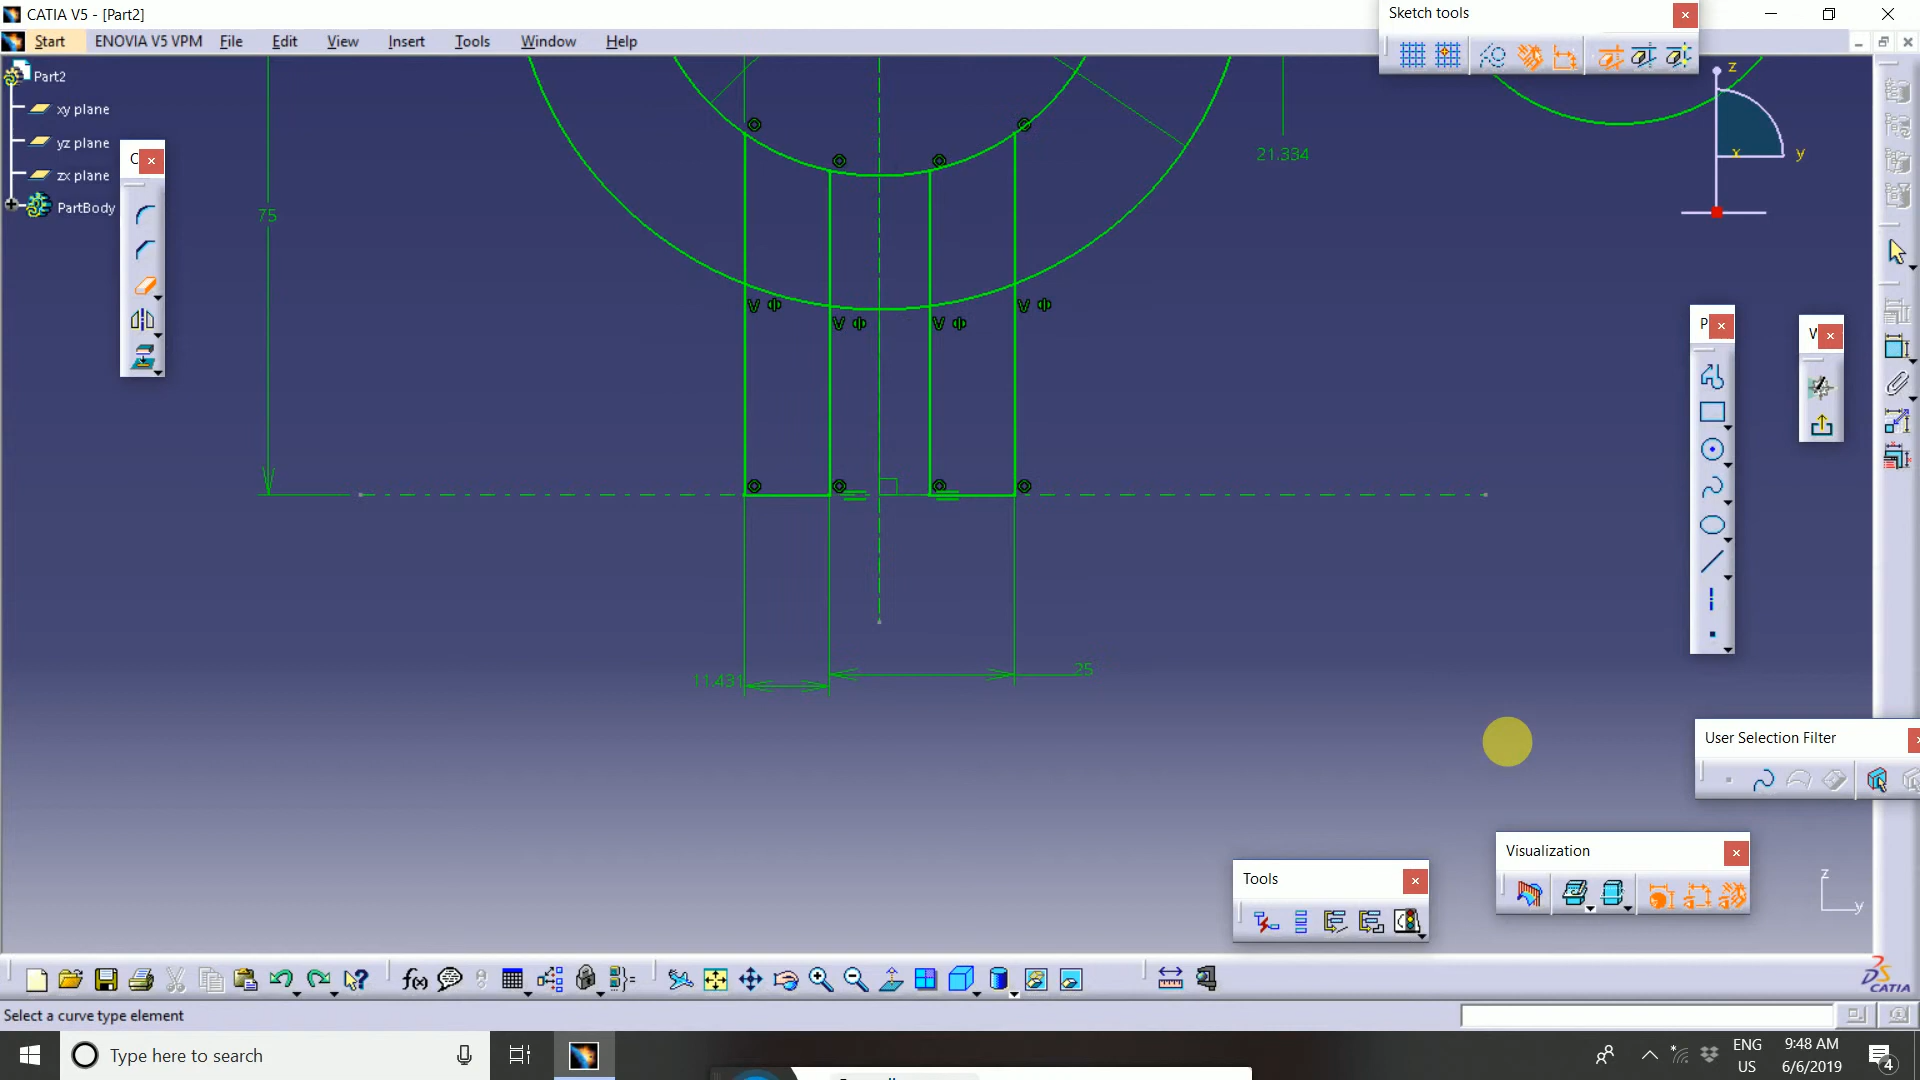 CATIA V5 - [Part2]
Sketch tools
Start
ENOVIA V5 VPM
File
Edit
View
Insert
Tools
Window
Help
Part2
xy plane
yz plane
zx plane
PartBody
C
75
21.334
z
x
y
V
V
V
V
P
11.431
25
User Selection Filter
Visualization
Tools
z
y
f(x)
CATIA
Select a curve type element
Type here to search
ENG
US
9:48 AM
6/6/2019
4